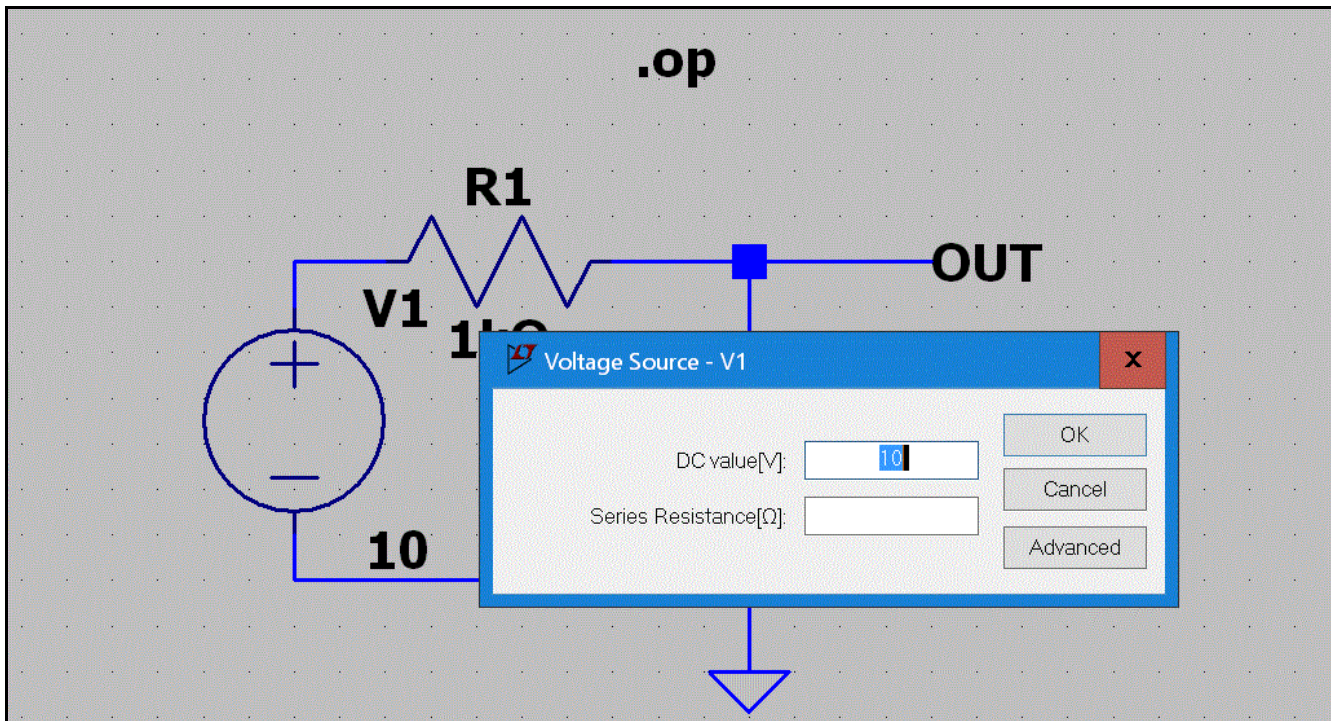 .op
R1
OUT
V1
Voltage Source - V1
x
DC value[V]:
10
OK
Series Resistance[Ω]:
Cancel
Advanced
10